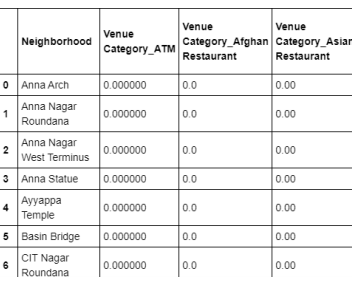 Neighborhood Venue Category_ATM Venue Category_Afghan Restaurant Venue Category_Asian Restaurant
0 Anna Arch 0.000000 0.0 0.00
1 Anna Nagar Roundana 0.000000 0.0 0.00
2 Anna Nagar West Terminus 0.000000 0.0 0.00
3 Anna Statue 0.000000 0.0 0.00
4 Ayyappa Temple 0.000000 0.0 0.00
5 Basin Bridge 0.000000 0.0 0.00
6 CIT Nagar Roundana 0.000000 0.0 0.00